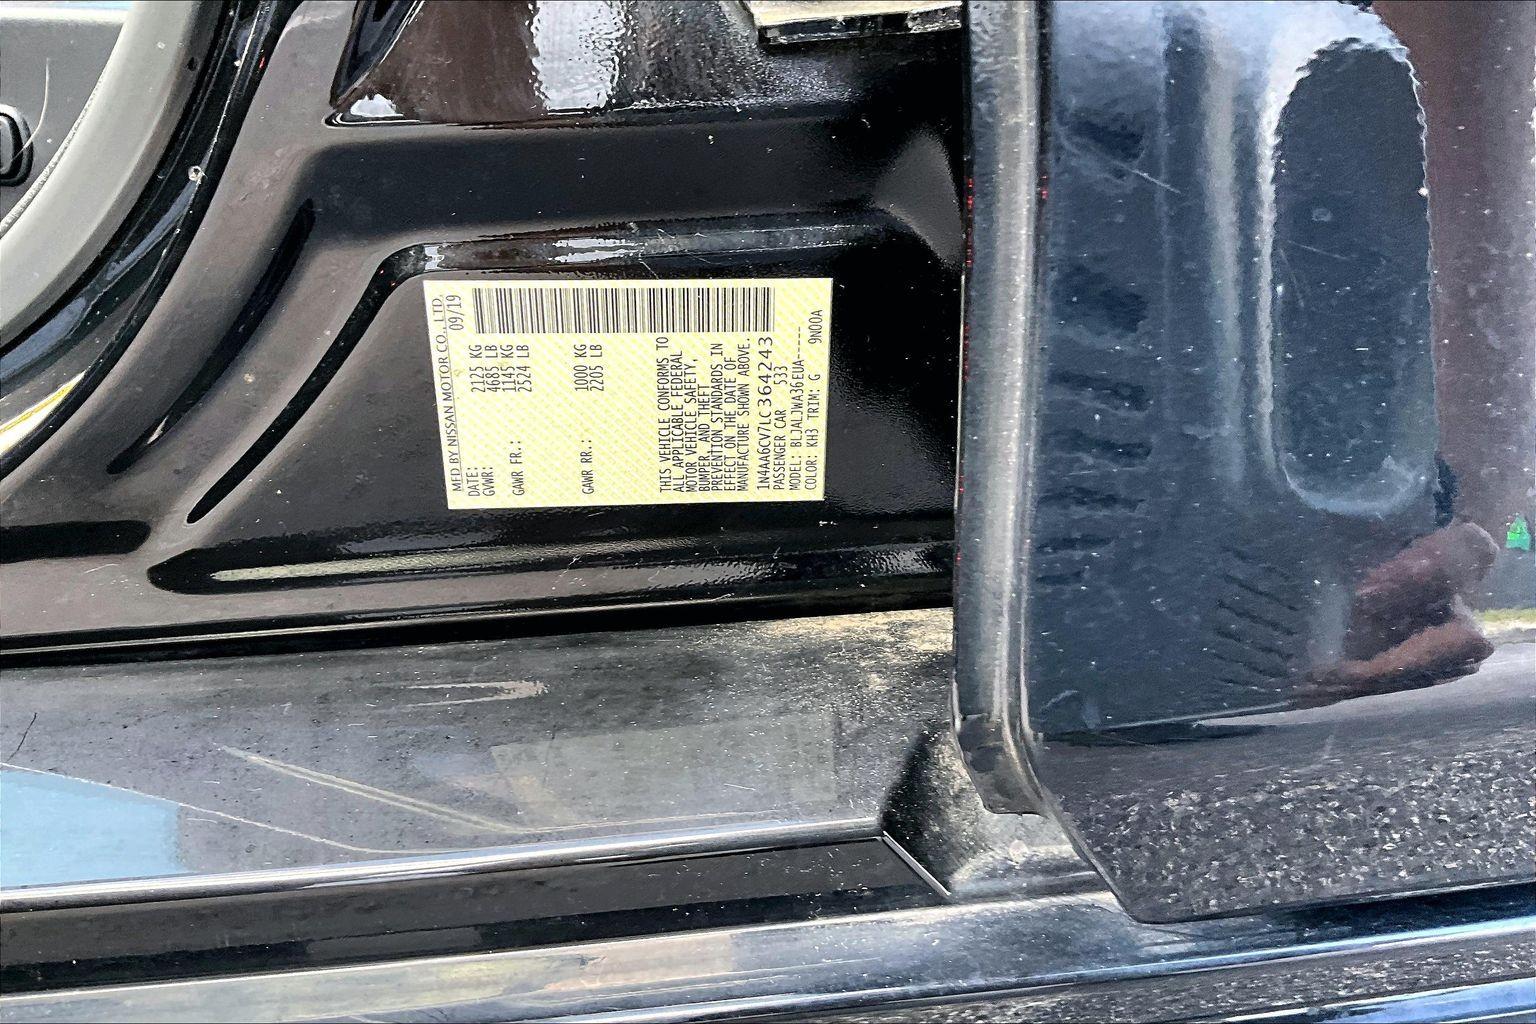 MFD BY NISSAN MOTOR CO., LTD.
DATE: 09/19
GVWR: 2125 KG
4685 LB
GAWR FR.: 1145 KG
2524 LB
GAWR RR.: 1000 KG
2205 LB
THIS VEHICLE CONFORMS TO
ALL APPLICABLE FEDERAL
MOTOR VEHICLE SAFETY,
BUMPER, AND THEFT
PREVENTION STANDARDS IN
EFFECT ON THE DATE OF
MANUFACTURE SHOWN ABOVE.
1N4AA6CV7LC364243
PASSENGER CAR 533
MODEL: BLJALJWA36EUA-----
COLOR: KH3 TRIM: G 9N00A